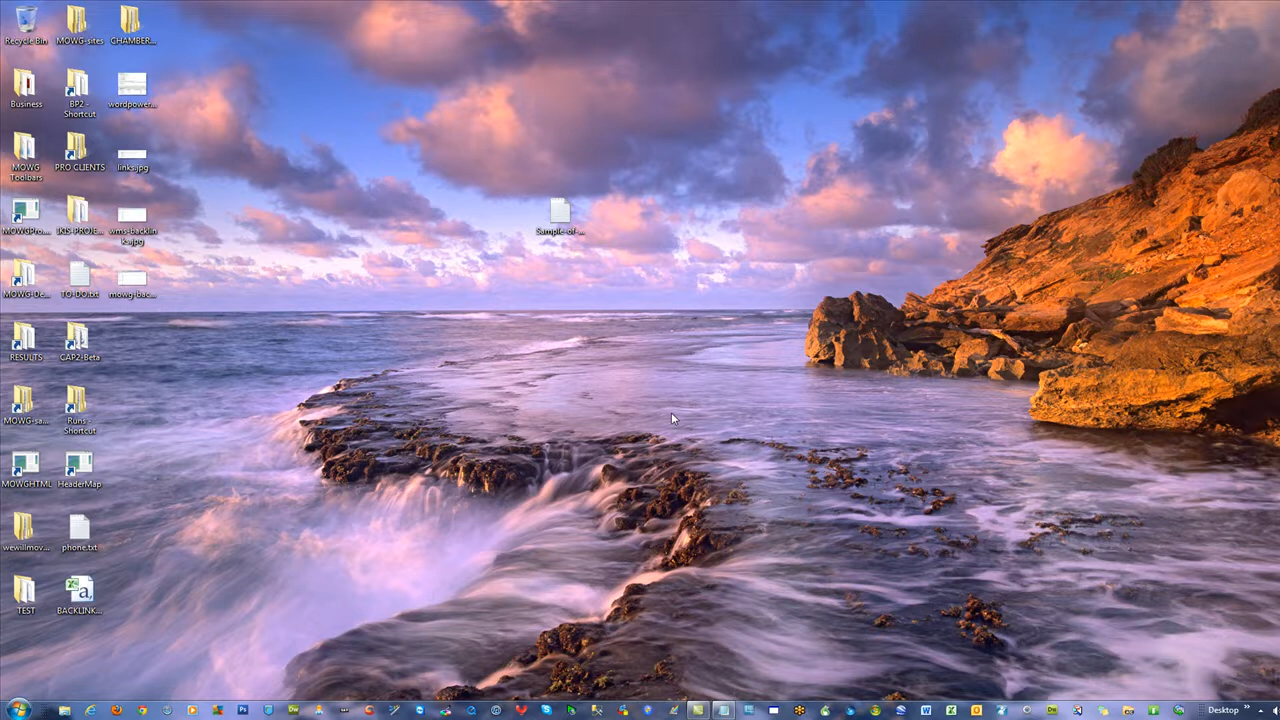 Recycle Bin
MOWG-sites
CHAMBER...
Business
BP2 -
Shortcut
wordpower...
MOWG
Toolbars
PRO CLIENTS
links.jpg
MOWGPro...
IRIS-PROJE...
wms-backlin
ks.jpg
Sample-of-...
MOWG-De...
TO-DO.txt
mowg-bac...
RESULTS
CAP2-Beta
MOWG-sa...
Runs -
Shortcut
MOWGHTML
HeaderMap
wewillmov...
phone.txt
TEST
BACKLINK...
Desktop